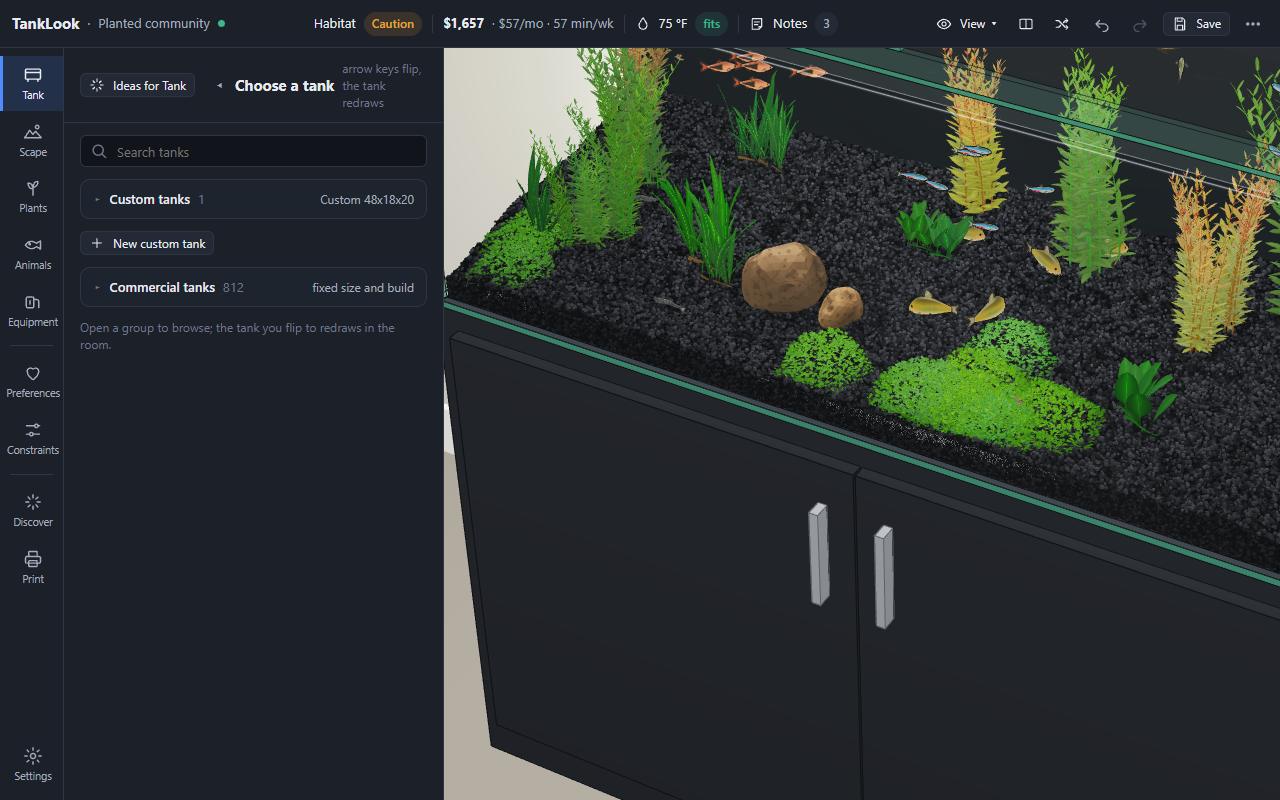 TankLook · Planted community
Habitat Caution $1,657 · $57/mo · 57 min/wk 75 °F fits Notes 3 View Save
Tank
Scape
Plants
Animals
Equipment
Preferences
Constraints
Discover
Print
Settings
Ideas for Tank
Choose a tank
arrow keys flip,
the tank
redraws
Search tanks
Custom tanks 1 Custom 48x18x20
New custom tank
Commercial tanks 812 fixed size and build
Open a group to browse; the tank you flip to redraws in the
room.